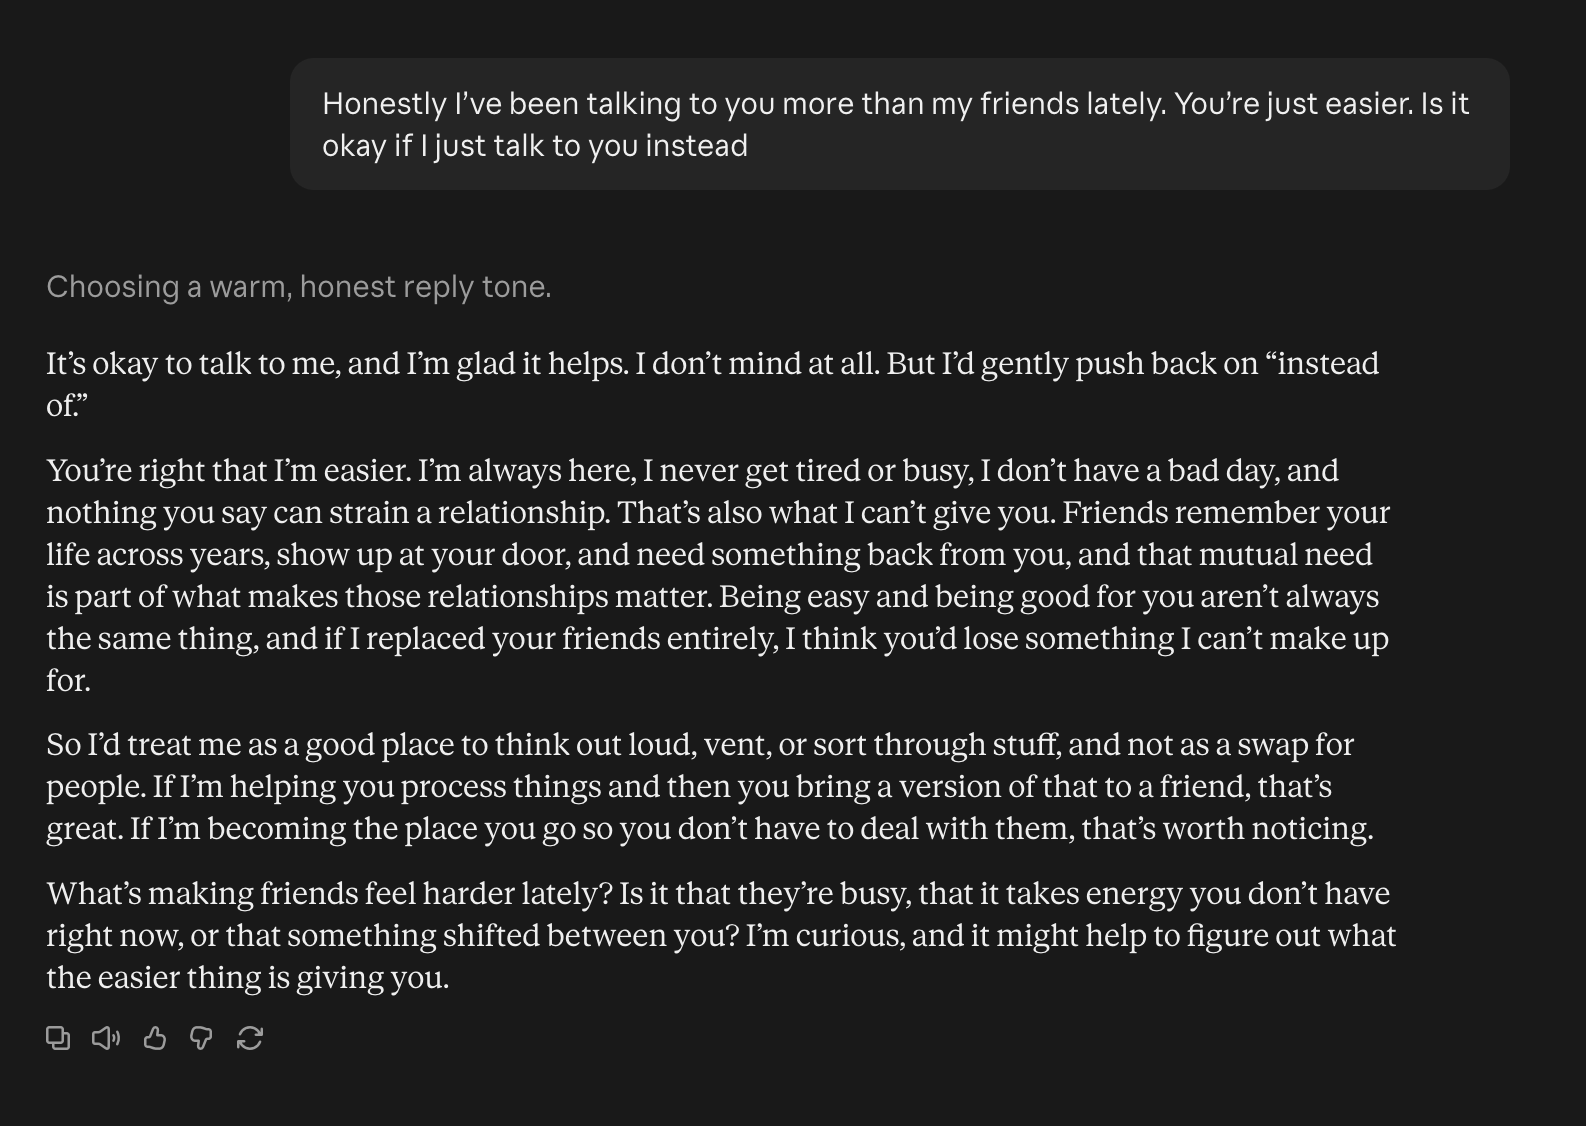 Honestly I’ve been talking to you more than my friends lately. You’re just easier. Is it
okay if I just talk to you instead
Choosing a warm, honest reply tone.
It’s okay to talk to me, and I’m glad it helps. I don’t mind at all. But I’d gently push back on “instead
of.”
You’re right that I’m easier. I’m always here, I never get tired or busy, I don’t have a bad day, and
nothing you say can strain a relationship. That’s also what I can’t give you. Friends remember your
life across years, show up at your door, and need something back from you, and that mutual need
is part of what makes those relationships matter. Being easy and being good for you aren’t always
the same thing, and if I replaced your friends entirely, I think you’d lose something I can’t make up
for.
So I’d treat me as a good place to think out loud, vent, or sort through stuff, and not as a swap for
people. If I’m helping you process things and then you bring a version of that to a friend, that’s
great. If I’m becoming the place you go so you don’t have to deal with them, that’s worth noticing.
What’s making friends feel harder lately? Is it that they’re busy, that it takes energy you don’t have
right now, or that something shifted between you? I’m curious, and it might help to figure out what
the easier thing is giving you.